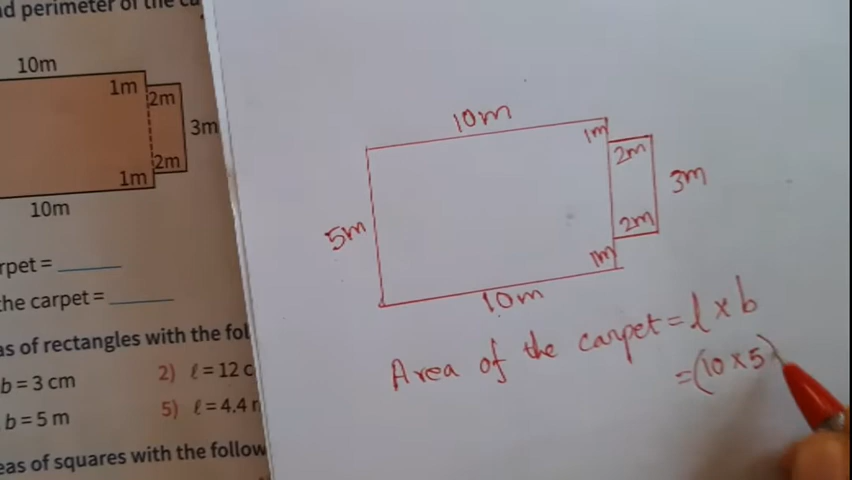 d perimeter of the ca
10m
1m
2m
3m
2m
1m
10m
rpet =
the carpet =
as of rectangles with the fol
b = 3 cm
2) ℓ = 12 c
b = 5 m
5) ℓ = 4.4
eas of squares with the follow
10m
1m
2m
3m
5m
2m
1m
10m
Area of the carpet = l × b
= (10 × 5)